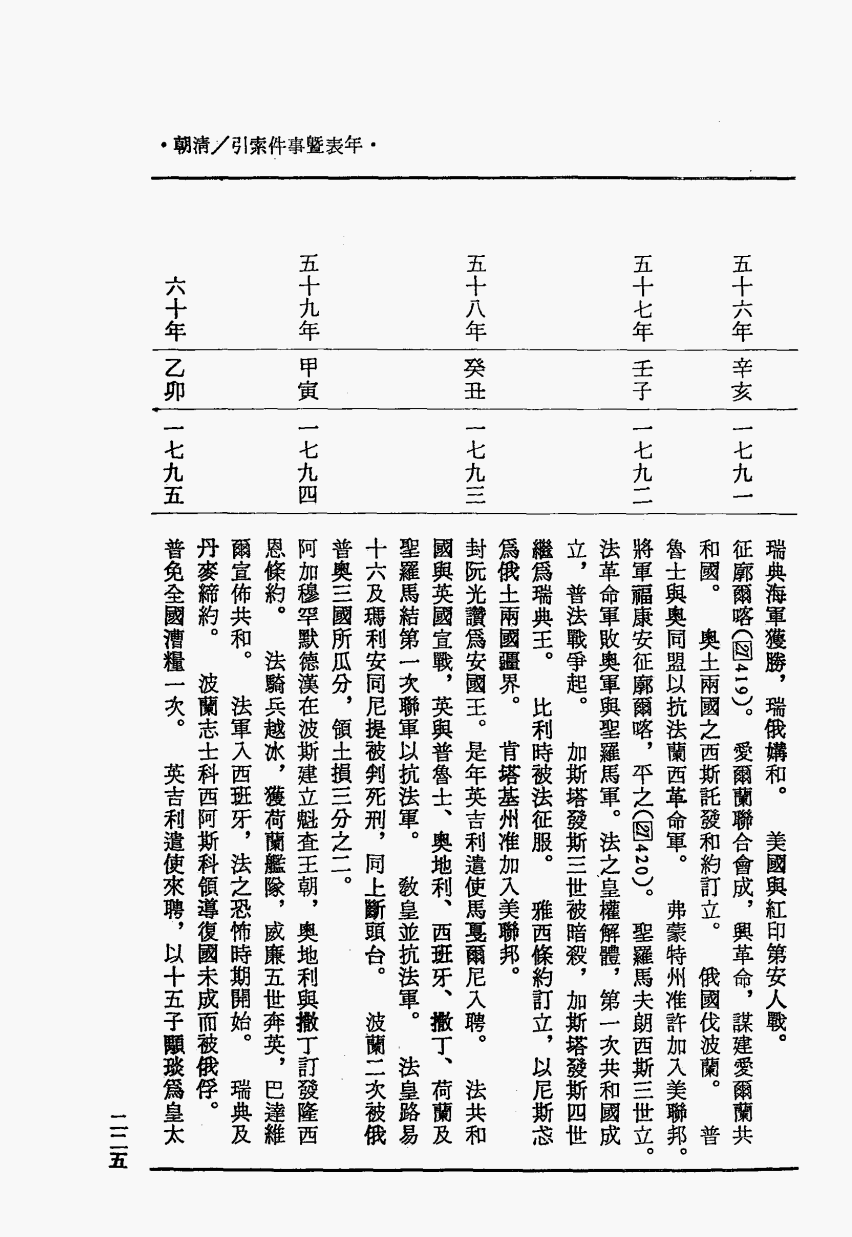 ·朝清／引索件事暨表年·
瑞典海軍獲勝，瑞俄媾和。　美國與紅印第安人戰。
五十六年　辛亥　一七九一　征廓爾喀(図419)。　愛爾蘭聯合會成，興革命，謀建愛爾蘭共
和國。　奧土兩國之西斯託發和約訂立。　俄國伐波蘭。　普
魯士與奧同盟以抗法蘭西革命軍。　弗蒙特州准許加入美聯邦。
五十七年　壬子　一七九二　將軍福康安征廓爾喀，平之(図420)。　聖羅馬夫朗西斯三世立。
法革命軍敗奧軍與聖羅馬軍。法之皇權解體，第一次共和國成
立，普法戰爭起。　加斯塔發斯三世被暗殺，加斯塔發斯四世
繼爲瑞典王。　比利時被法征服。　雅西條約訂立，以尼斯忩
爲俄土兩國疆界。　肯塔基州准加入美聯邦。
五十八年　癸丑　一七九三　封阮光讚爲安國王。是年英吉利遣使馬戛爾尼入聘。　法共和
國與英國宣戰，英與普魯士、奧地利、西班牙、撒丁、荷蘭及
聖羅馬結第一次聯軍以抗法軍。　敎皇並抗法軍。　法皇路易
十六及瑪利安同尼提被判死刑，同上斷頭台。　波蘭二次被俄
普奧三國所瓜分，領土損三分之二。
五十九年　甲寅　一七九四　阿加穆罕默德漢在波斯建立魁查王朝，奧地利與撒丁訂發隆西
恩條約。　法騎兵越冰，獲荷蘭艦隊，威廉五世奔英，巴達維
爾宣佈共和。　法軍入西班牙，法之恐怖時期開始。　瑞典及
丹麥締約。　波蘭志士科西阿斯科領導復國未成而被俄俘。
六十年　乙卯　一七九五　普免全國漕糧一次。　英吉利遣使來聘，以十五子顒琰爲皇太
二二五